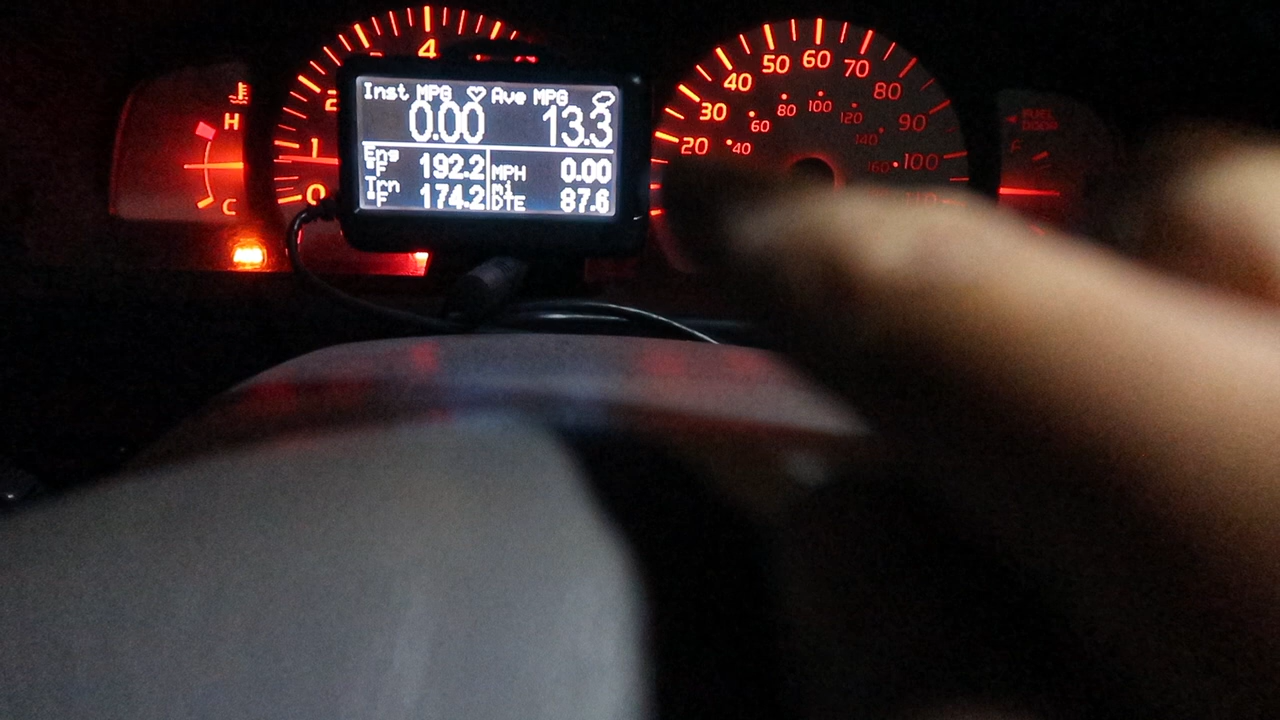 Inst MPG ♡ Ave MPG
0.00 13.3
Eng °F 192.2
MPH 0.00
Trn °F 174.2
mi DTE 87.6
H
C
0
1
2
4
20
30
40
50
60
70
80
90
100
40
60
80
100
120
140
160
FUEL
DOOR
F